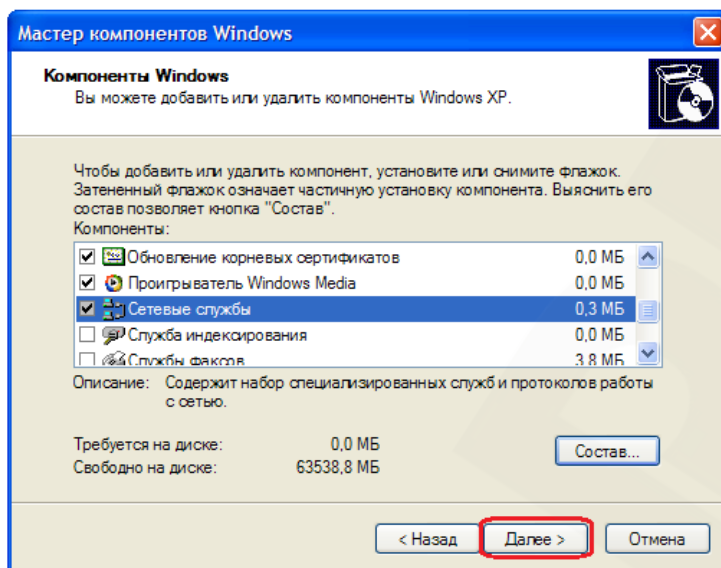 Мастер компонентов Windows
Компоненты Windows
Вы можете добавить или удалить компоненты Windows XP.
Чтобы добавить или удалить компонент, установите или снимите флажок.
Затененный флажок означает частичную установку компонента. Выяснить его
состав позволяет кнопка "Состав".
Компоненты:
Обновление корневых сертификатов 0,0 МБ
Проигрыватель Windows Media 0,0 МБ
Сетевые службы 0,3 МБ
Служба индексирования 0,0 МБ
Службы факсов 3,8 МБ
Описание: Содержит набор специализированных служб и протоколов работы
с сетью.
Требуется на диске: 0,0 МБ
Свободно на диске: 63538,8 МБ
Состав...
< Назад Далее > Отмена